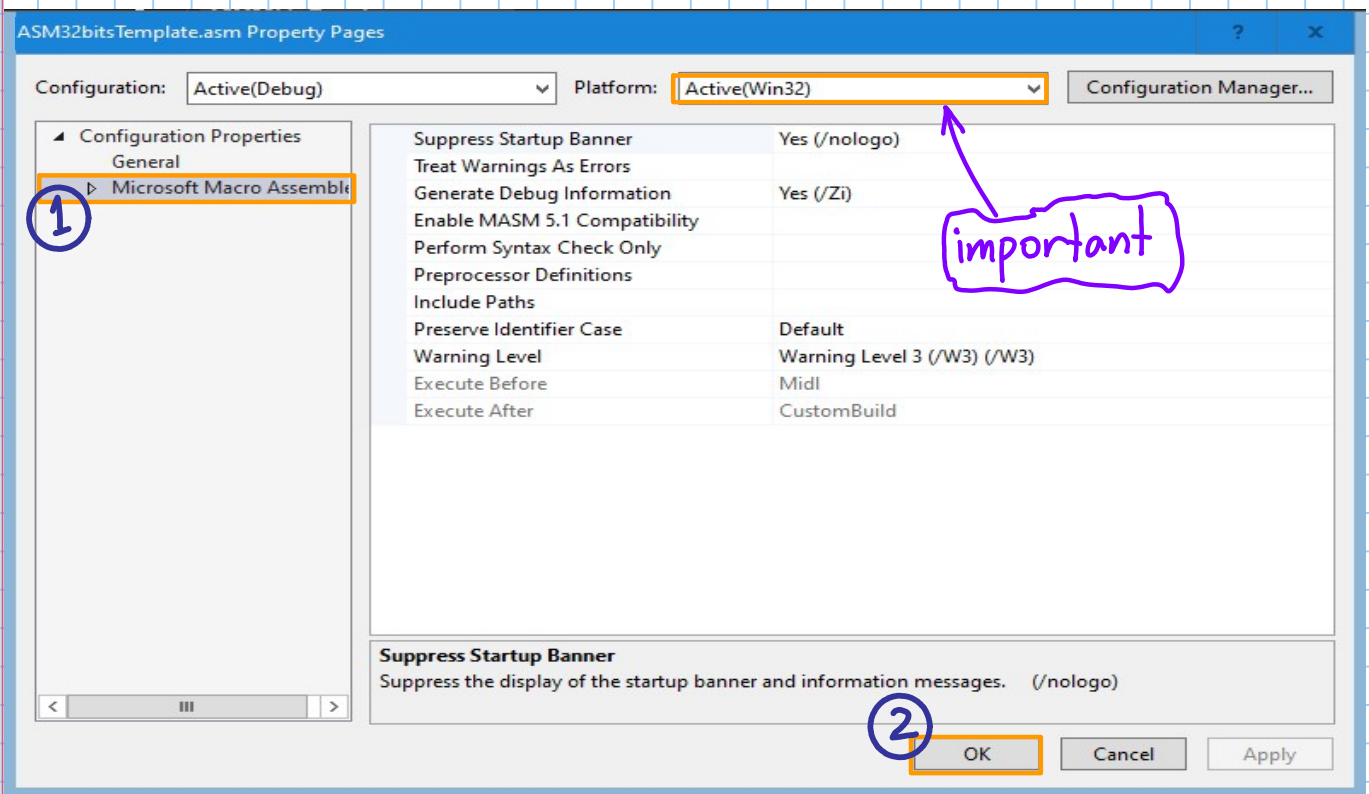 ASM32bitsTemplate.asm Property Pages ? x
Configuration: Active(Debug) Platform: Active(Win32) Configuration Manager...
Configuration Properties
General
Microsoft Macro Assemble
1
Suppress Startup Banner Yes (/nologo)
Treat Warnings As Errors
Generate Debug Information Yes (/Zi)
Enable MASM 5.1 Compatibility
Perform Syntax Check Only
Preprocessor Definitions
Include Paths
Preserve Identifier Case Default
Warning Level Warning Level 3 (/W3) (/W3)
Execute Before Midl
Execute After CustomBuild
important
Suppress Startup Banner
Suppress the display of the startup banner and information messages. (/nologo)
2
OK Cancel Apply